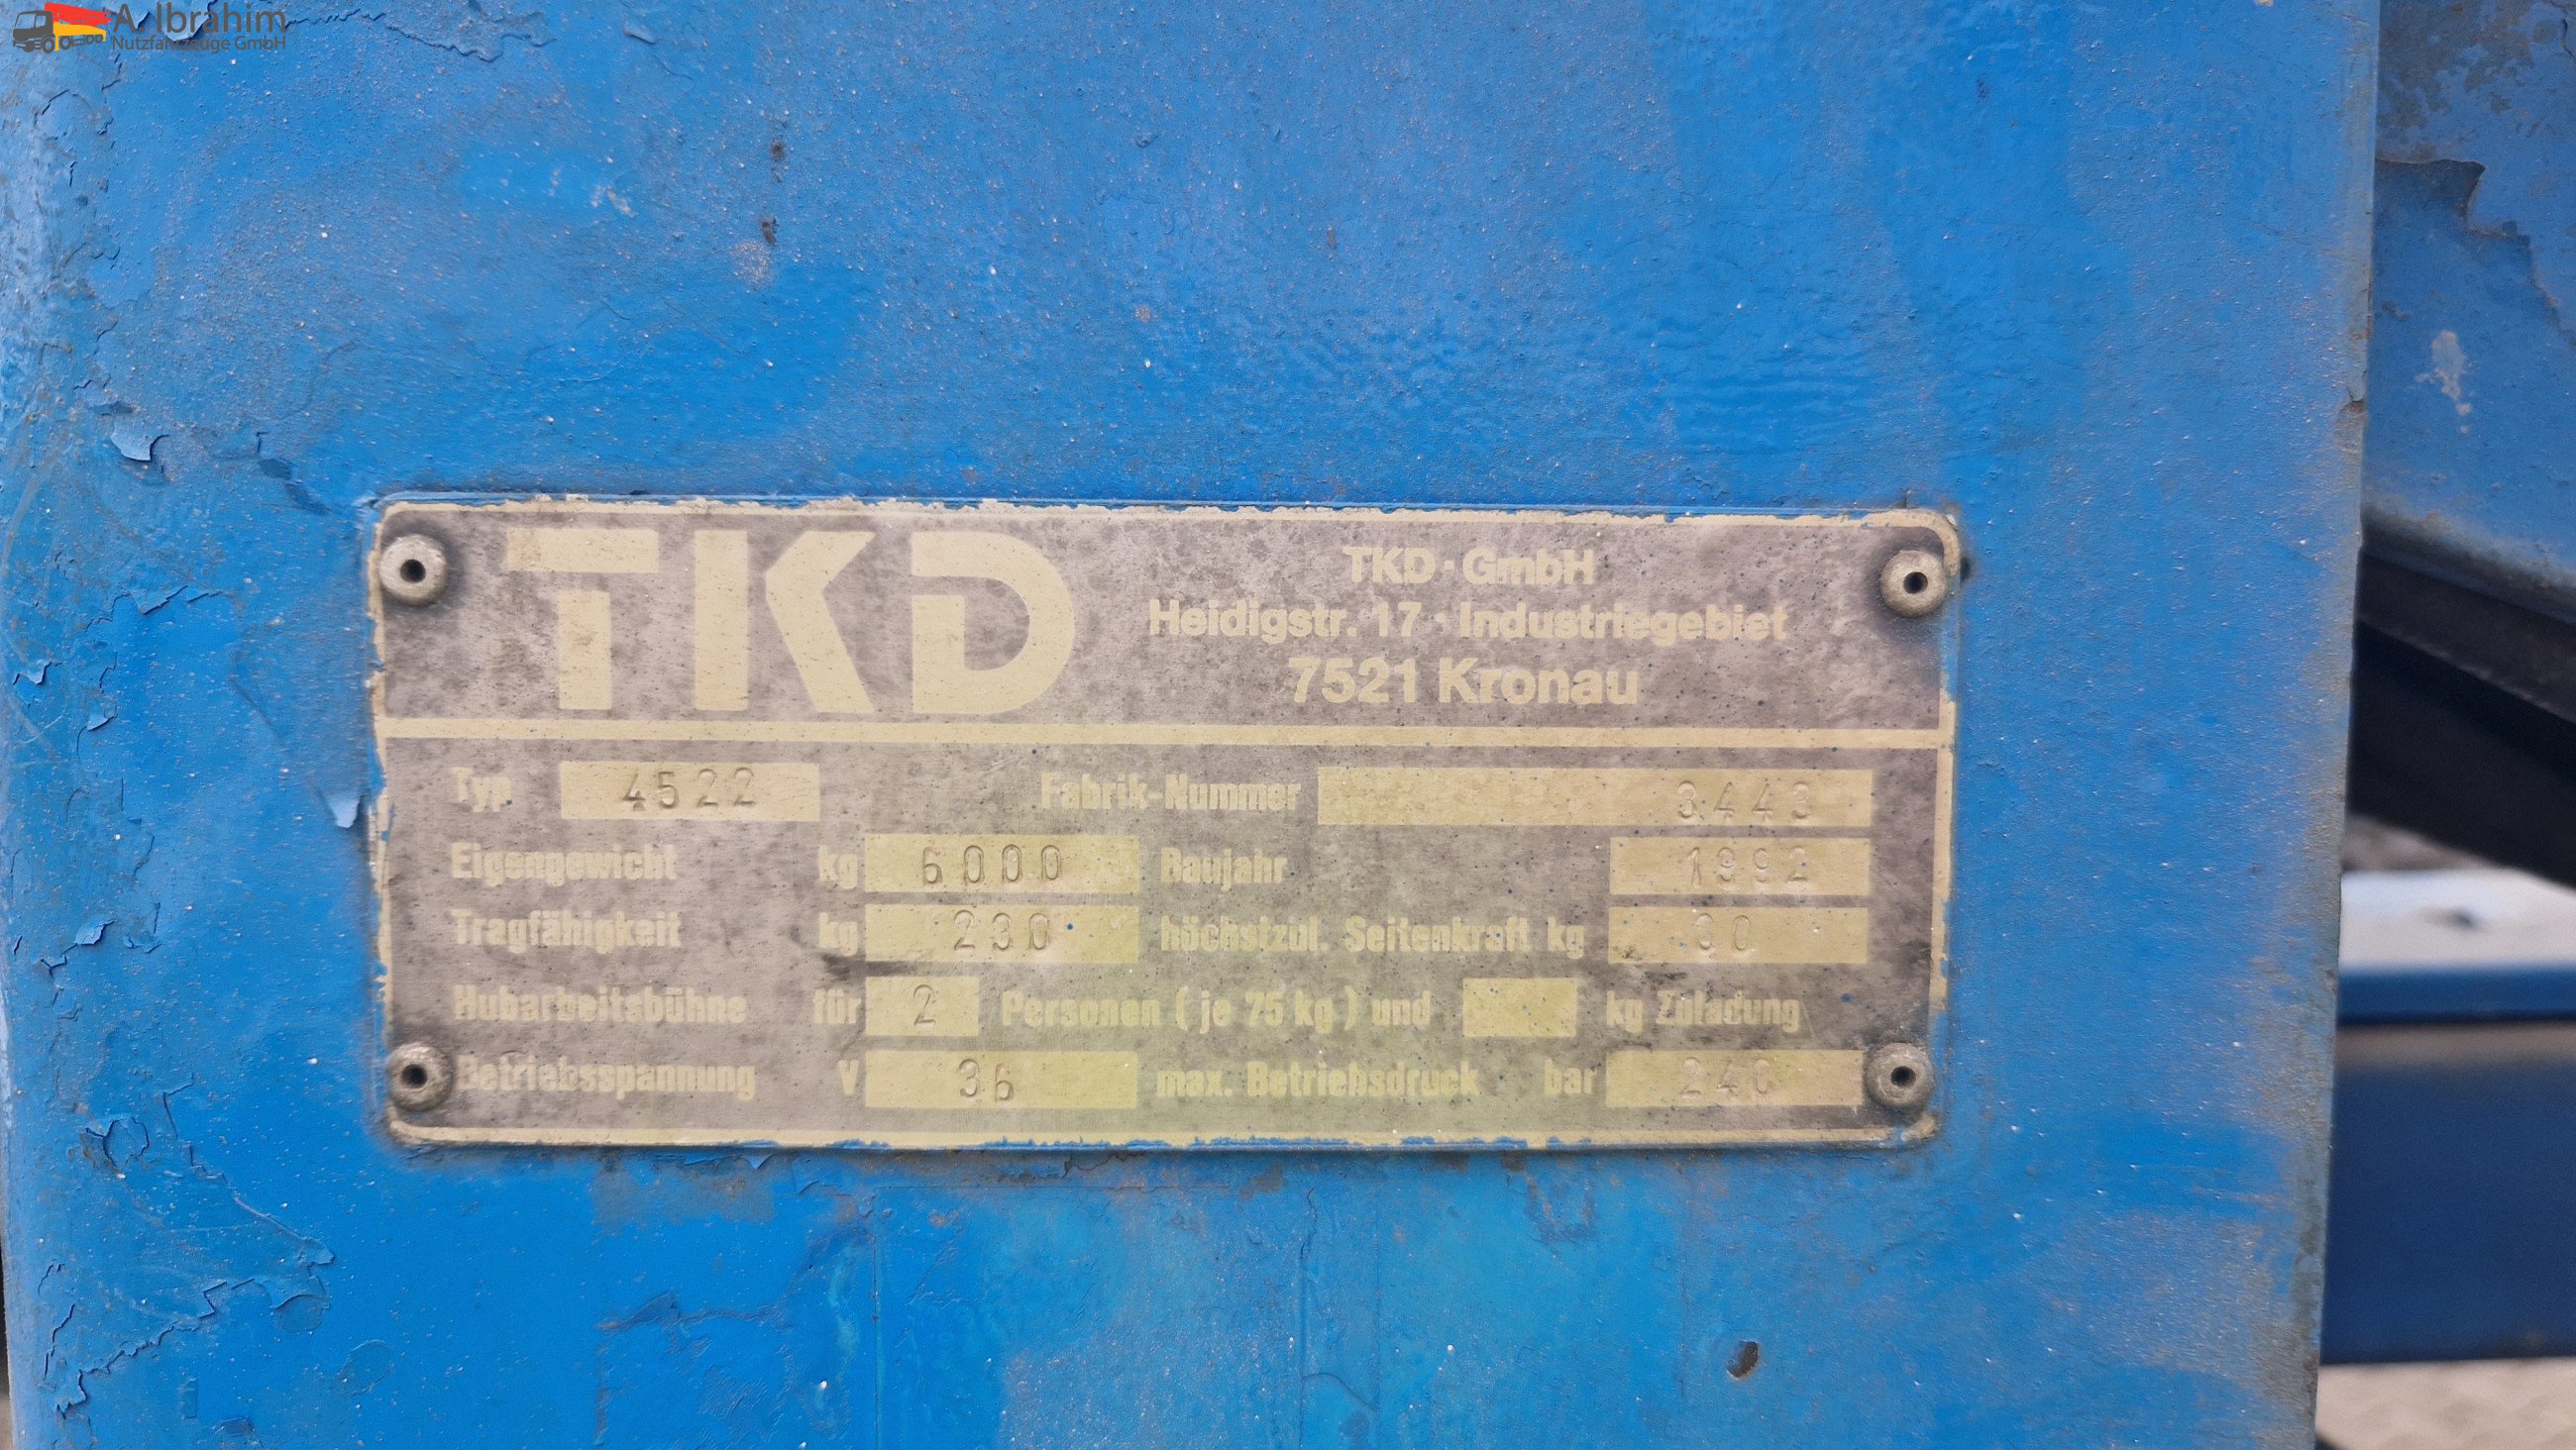 A. Ibrahim
Nutzfahrzeuge GmbH
TKD
TKD · GmbH
Heidigstr. 17 · Industriegebiet
7521 Kronau
Typ 4522 Fabrik-Nummer 3443
Eigengewicht kg 6000 Baujahr 1992
Tragfähigkeit kg 230 höchstzul. Seitenkraft kg 30
Hubarbeitsbühne für 2 Personen ( je 75 kg ) und kg Zuladung
Betriebsspannung V 36 max. Betriebsdruck bar 240